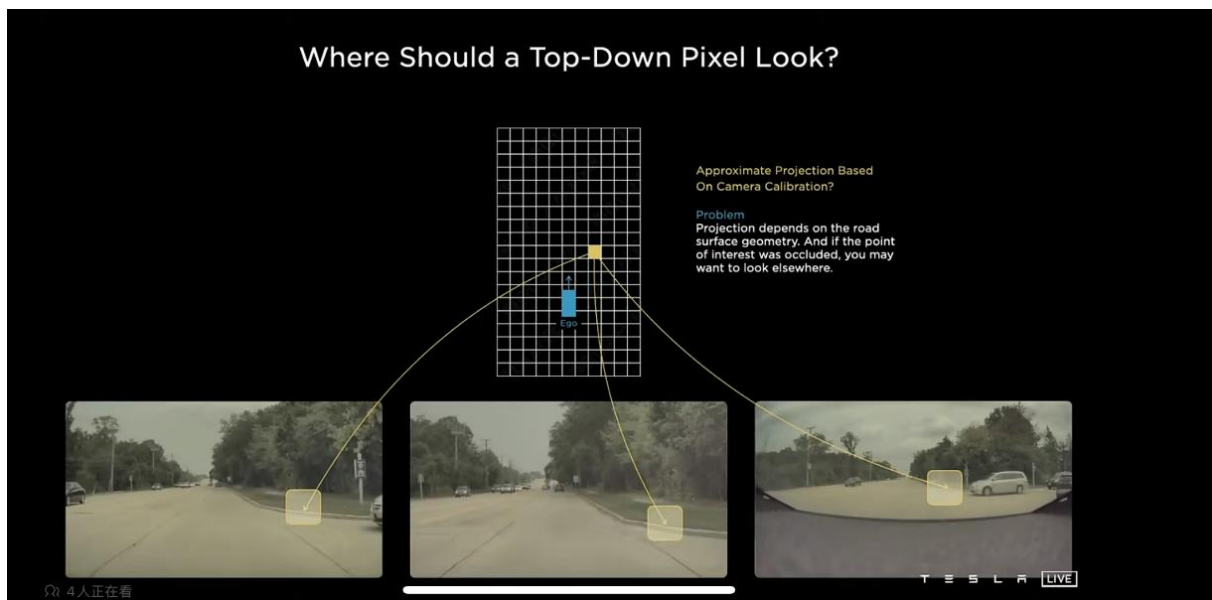 Where Should a Top-Down Pixel Look?
Approximate Projection Based
On Camera Calibration?
Problem
Projection depends on the road
surface geometry. And if the point
of interest was occluded, you may
want to look elsewhere.
Ego
TESLA LIVE
4人正在看